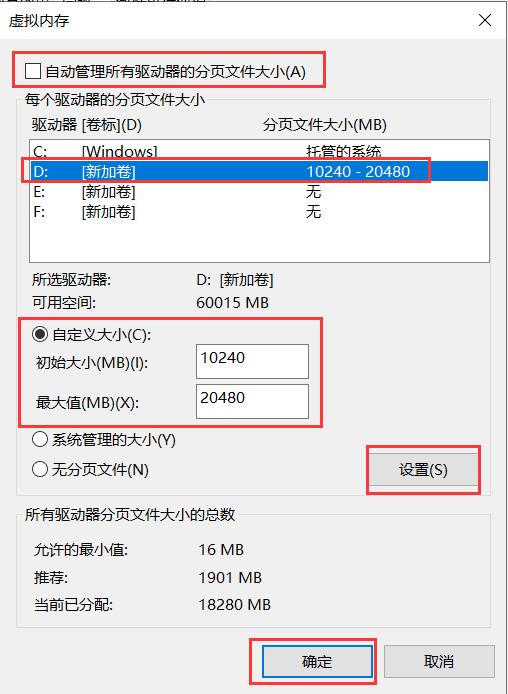 虚拟内存
自动管理所有驱动器的分页文件大小(A)
每个驱动器的分页文件大小
驱动器 [卷标](D) 分页文件大小(MB)
C: [Windows] 托管的系统
D: [新加卷] 10240 - 20480
E: [新加卷] 无
F: [新加卷] 无
所选驱动器: D: [新加卷]
可用空间: 60015 MB
自定义大小(C):
初始大小(MB)(I): 10240
最大值(MB)(X): 20480
系统管理的大小(Y)
无分页文件(N) 设置(S)
所有驱动器分页文件大小的总数
允许的最小值: 16 MB
推荐: 1901 MB
当前已分配: 18280 MB
确定 取消